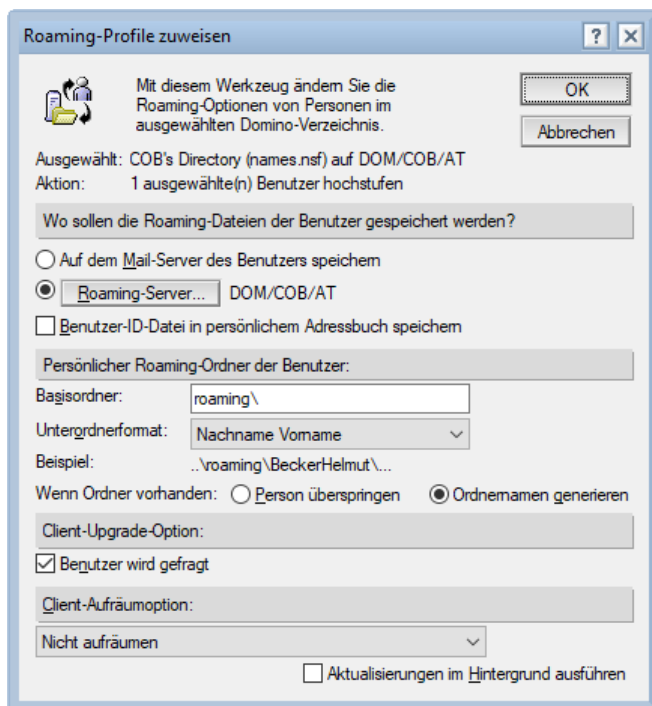 Roaming-Profile zuweisen
Mit diesem Werkzeug ändern Sie die
Roaming-Optionen von Personen im
ausgewählten Domino-Verzeichnis.
OK
Abbrechen
Ausgewählt: COB's Directory (names.nsf) auf DOM/COB/AT
Aktion: 1 ausgewählte(n) Benutzer hochstufen
Wo sollen die Roaming-Dateien der Benutzer gespeichert werden?
Auf dem Mail-Server des Benutzers speichern
Roaming-Server... DOM/COB/AT
Benutzer-ID-Datei in persönlichem Adressbuch speichern
Persönlicher Roaming-Ordner der Benutzer:
Basisordner: roaming\
Unterordnerformat: Nachname Vorname
Beispiel: ..\roaming\BeckerHelmut\...
Wenn Ordner vorhanden: Person überspringen Ordnernamen generieren
Client-Upgrade-Option:
Benutzer wird gefragt
Client-Aufräumoption:
Nicht aufräumen
Aktualisierungen im Hintergrund ausführen